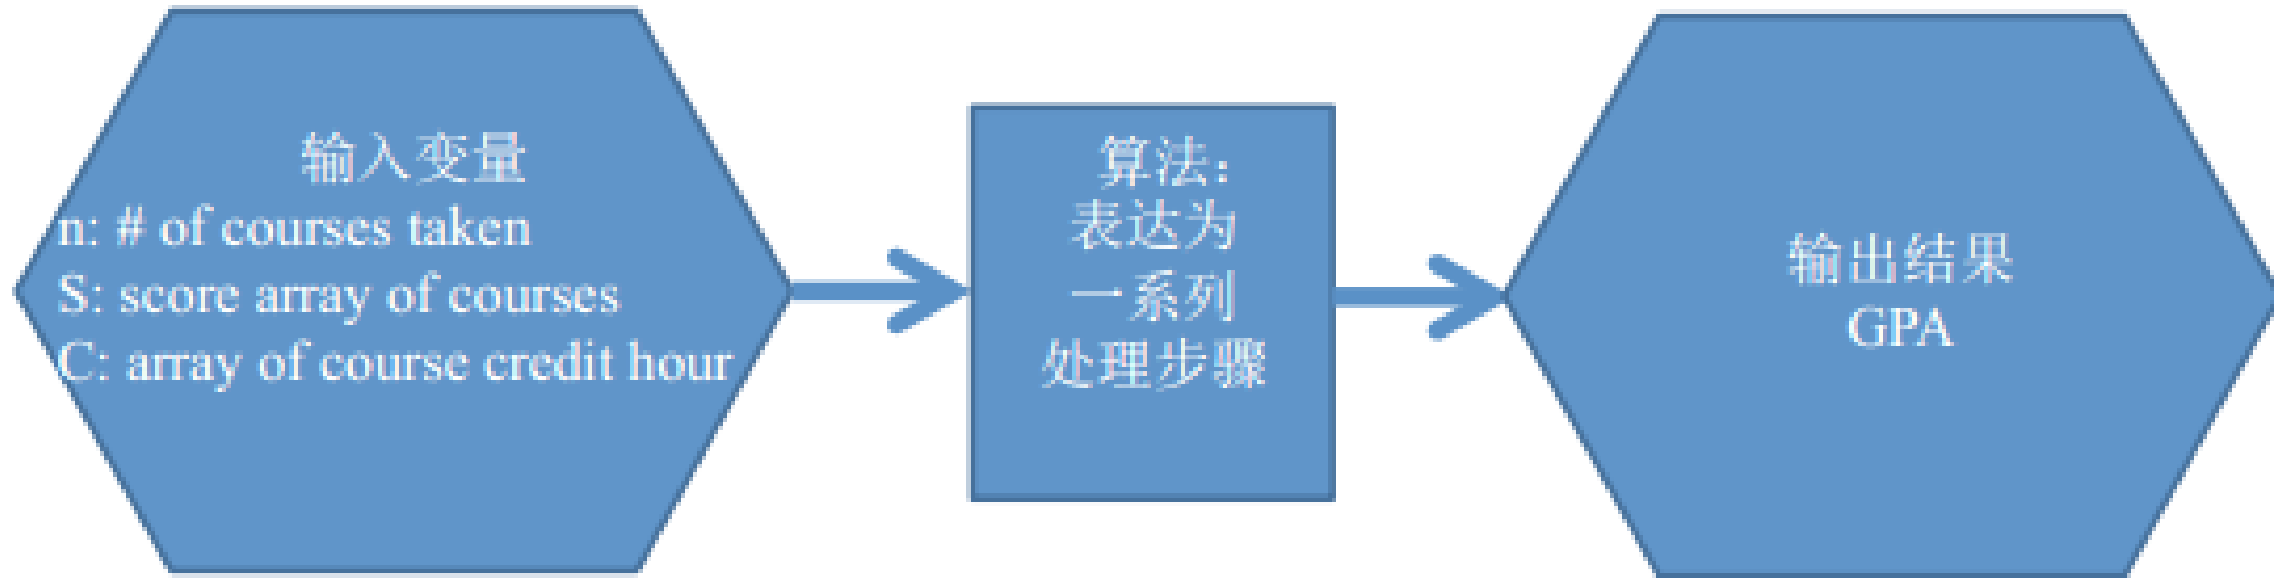 输入变量
n: # of courses taken
S: score array of courses
C: array of course credit hour
算法：
表达为
一系列
处理步骤
输出结果
GPA